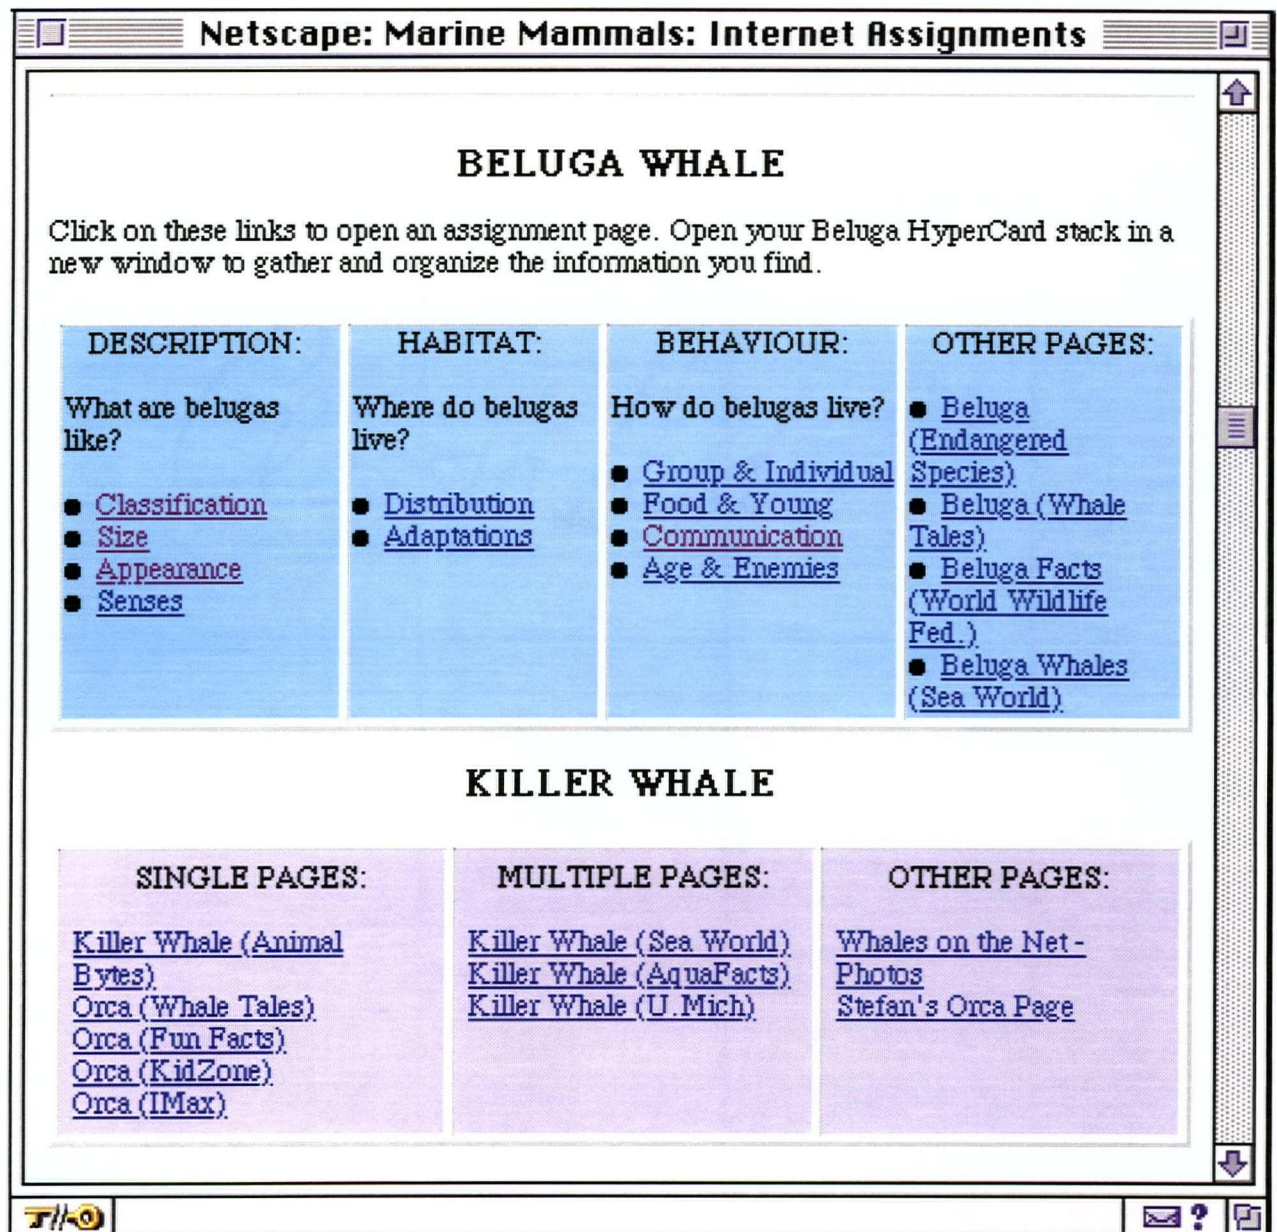 Netscape: Marine Mammals: Internet Assignments
BELUGA WHALE
Click on these links to open an assignment page. Open your Beluga HyperCard stack in a
new window to gather and organize the information you find.
DESCRIPTION:
What are belugas
like?
● Classification
● Size
● Appearance
● Senses
HABITAT:
Where do belugas
live?
● Distribution
● Adaptations
BEHAVIOUR:
How do belugas live?
● Group & Individual
● Food & Young
● Communication
● Age & Enemies
OTHER PAGES:
● Beluga
(Endangered
Species)
● Beluga (Whale
Tales)
● Beluga Facts
(World Wildlife
Fed.)
● Beluga Whales
(Sea World)
KILLER WHALE
SINGLE PAGES:
Killer Whale (Animal
Bytes)
Orca (Whale Tales)
Orca (Fun Facts)
Orca (KidZone)
Orca (IMax)
MULTIPLE PAGES:
Killer Whale (Sea World)
Killer Whale (AquaFacts)
Killer Whale (U.Mich)
OTHER PAGES:
Whales on the Net -
Photos
Stefan's Orca Page
?